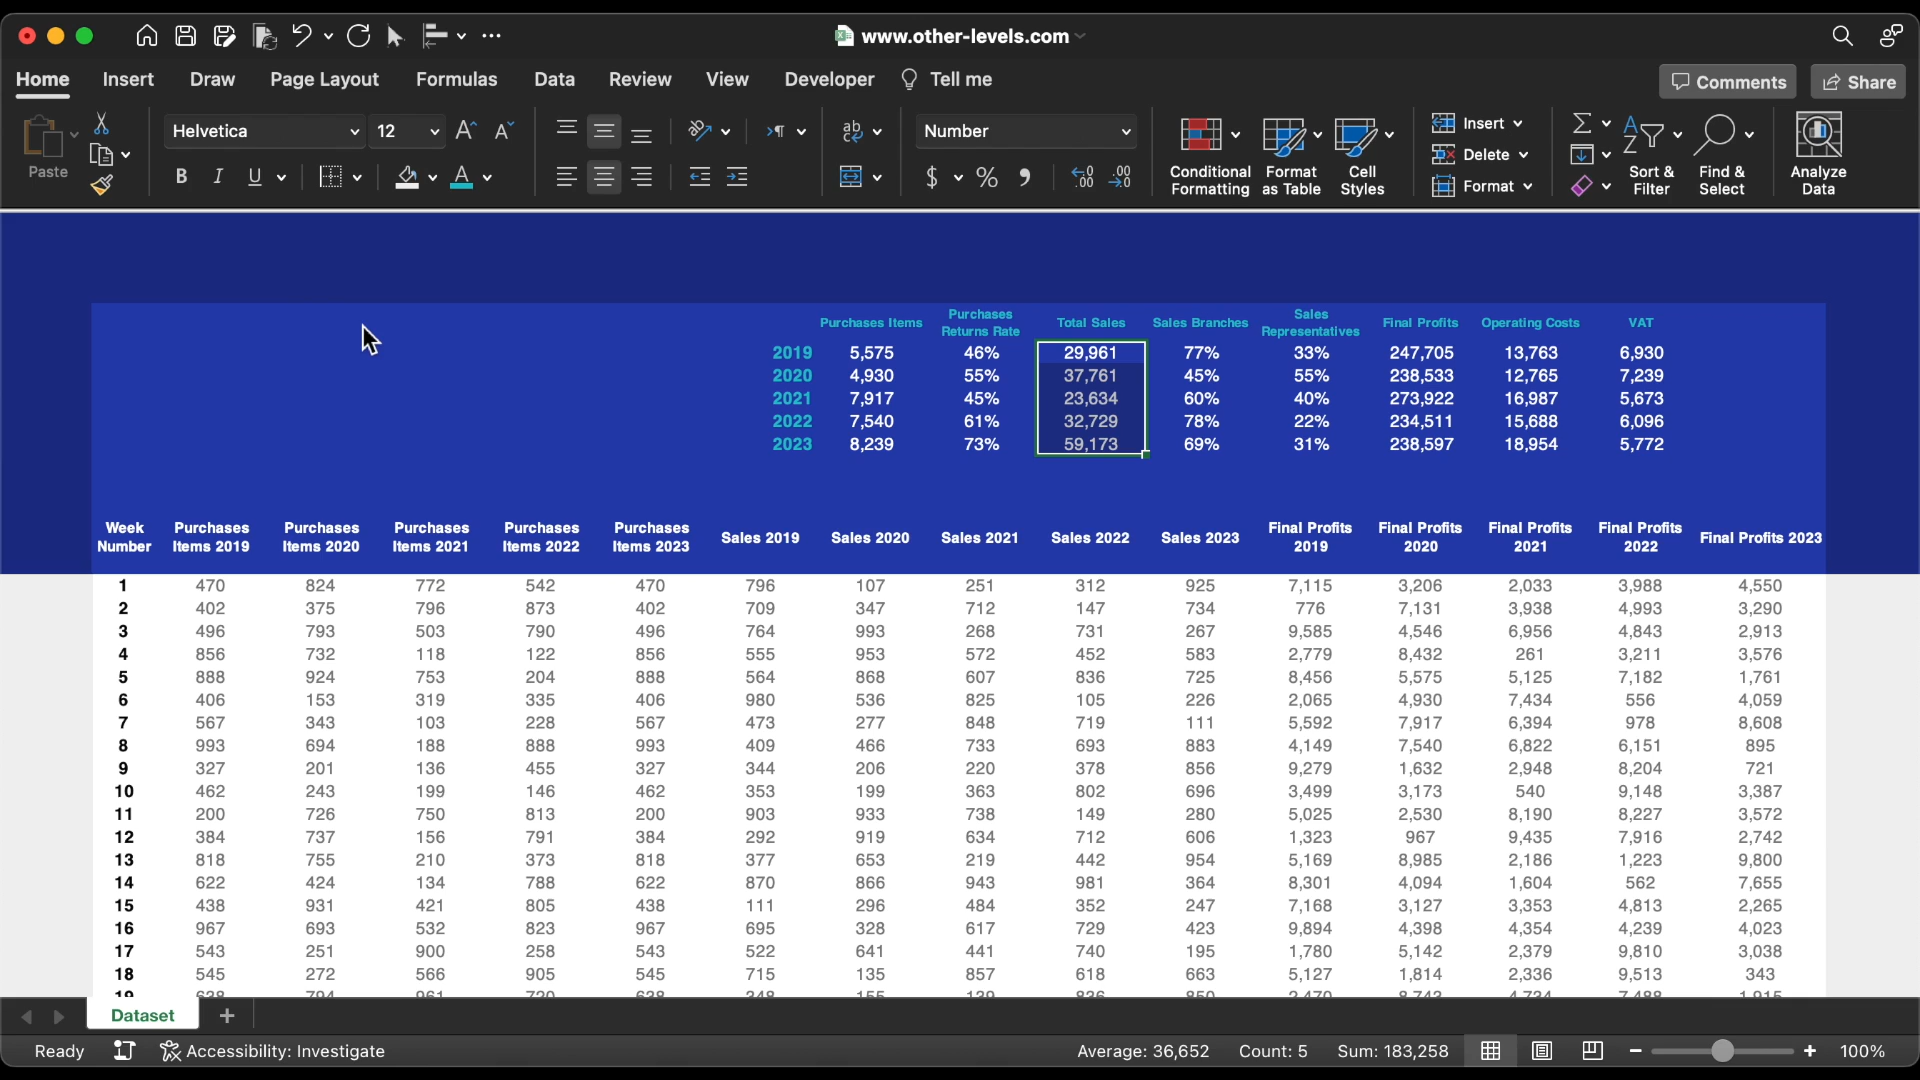 www.other-levels.com
Home Insert Draw Page Layout Formulas Data Review View Developer Tell me Comments Share
Paste Helvetica 12 Number Conditional Formatting Format as Table Cell Styles Insert Delete Format Sort & Filter Find & Select Analyze Data
Purchases Items Purchases Returns Rate Total Sales Sales Branches Sales Representatives Final Profits Operating Costs VAT
2019 5,575 46% 29,961 77% 33% 247,705 13,763 6,930
2020 4,930 55% 37,761 45% 55% 238,533 12,765 7,239
2021 7,917 45% 23,634 60% 40% 273,922 16,987 5,673
2022 7,540 61% 32,729 78% 22% 234,511 15,688 6,096
2023 8,239 73% 59,173 69% 31% 238,597 18,954 5,772
Week Number Purchases Items 2019 Purchases Items 2020 Purchases Items 2021 Purchases Items 2022 Purchases Items 2023 Sales 2019 Sales 2020 Sales 2021 Sales 2022 Sales 2023 Final Profits 2019 Final Profits 2020 Final Profits 2021 Final Profits 2022 Final Profits 2023
1 470 824 772 542 470 796 107 251 312 925 7,115 3,206 2,033 3,988 4,550
2 402 375 796 873 402 709 347 712 147 734 776 7,131 3,938 4,993 3,290
3 496 793 503 790 496 764 993 268 731 267 9,585 4,546 6,956 4,843 2,913
4 856 732 118 122 856 555 953 572 452 583 2,779 8,432 261 3,211 3,576
5 888 924 753 204 888 564 868 607 836 725 8,456 5,575 5,125 7,182 1,761
6 406 153 319 335 406 980 536 825 105 226 2,065 4,930 7,434 556 4,059
7 567 343 103 228 567 473 277 848 719 111 5,592 7,917 6,394 978 8,608
8 993 694 188 888 993 409 466 733 693 883 4,149 7,540 6,822 6,151 895
9 327 201 136 455 327 344 206 220 378 856 9,279 1,632 2,948 8,204 721
10 462 243 199 146 462 353 199 363 802 696 3,499 3,173 540 9,148 3,387
11 200 726 750 813 200 903 933 738 149 280 5,025 2,530 8,190 8,227 3,572
12 384 737 156 791 384 292 919 634 712 606 1,323 967 9,435 7,916 2,742
13 818 755 210 373 818 377 653 219 442 954 5,169 8,985 2,186 1,223 9,800
14 622 424 134 788 622 870 866 943 981 364 8,301 4,094 1,604 562 7,655
15 438 931 421 805 438 111 296 484 352 247 7,168 3,127 3,353 4,813 2,265
16 967 693 532 823 967 695 328 617 729 423 9,894 4,398 4,354 4,239 4,023
17 543 251 900 258 543 522 641 441 740 195 1,780 5,142 2,379 9,810 3,038
18 545 272 566 905 545 715 135 857 618 663 5,127 1,814 2,336 9,513 343
Dataset
Ready Accessibility: Investigate Average: 36,652 Count: 5 Sum: 183,258 100%